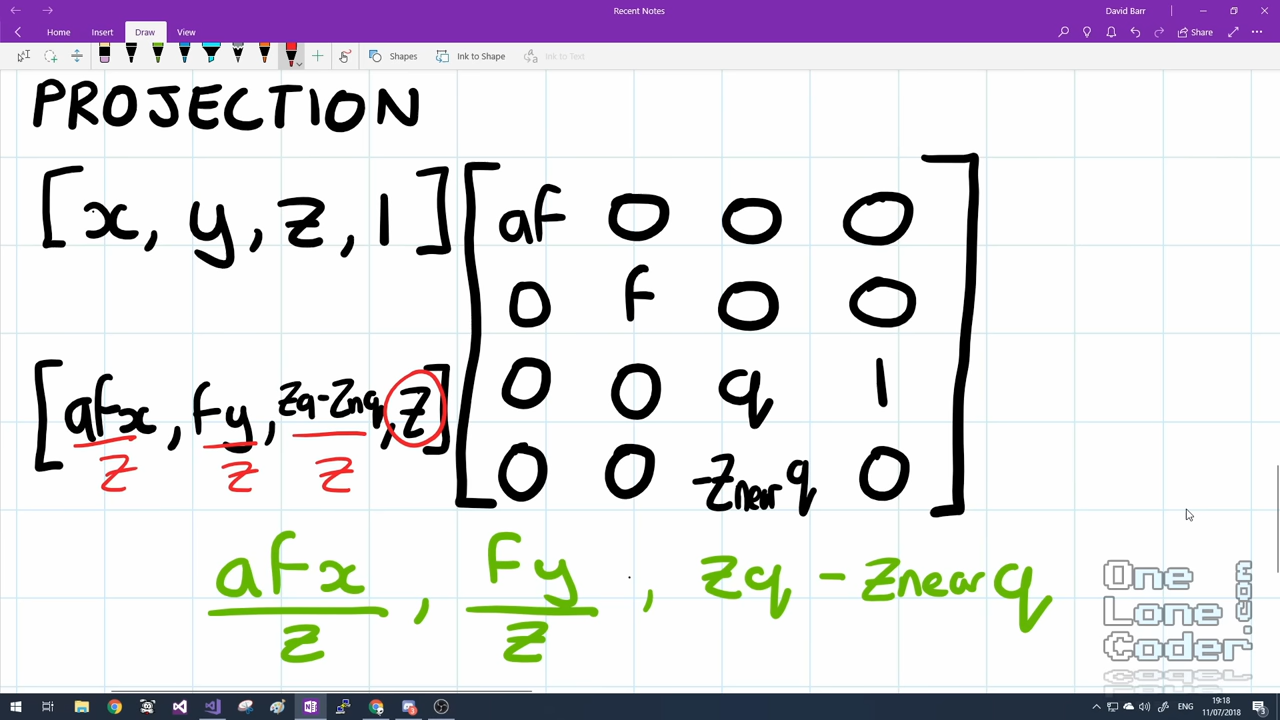 Recent Notes
David Barr
Home Insert Draw View
Share
Shapes Ink to Shape Ink to Text
PROJECTION
[x, y, z, 1] [af 0 0 0
0 f 0 0
0 0 q 1
0 0 -Znear q 0]
[afx/z, fy/z, zq-Znq/z, z]
afx/z, fy/z, zq - Znear q
One
Lone
Coder
.com
19:18
ENG
11/07/2018
3